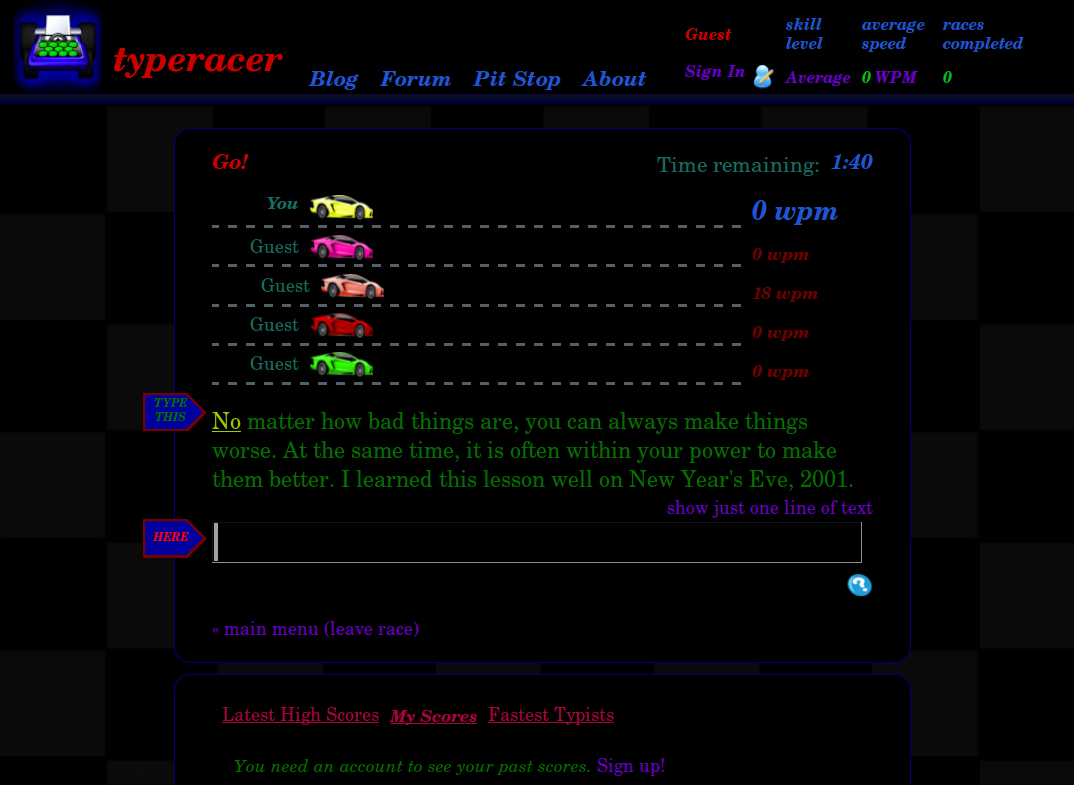 typeracer
Blog Forum Pit Stop About
Guest
Sign In
skill level
Average
average speed
0 WPM
races completed
0
Go!
Time remaining: 1:40
You 0 wpm
Guest 0 wpm
Guest 18 wpm
Guest 0 wpm
Guest 0 wpm
TYPE
THIS
No matter how bad things are, you can always make things
worse. At the same time, it is often within your power to make
them better. I learned this lesson well on New Year's Eve, 2001.
show just one line of text
HERE
?
« main menu (leave race)
Latest High Scores My Scores Fastest Typists
You need an account to see your past scores. Sign up!